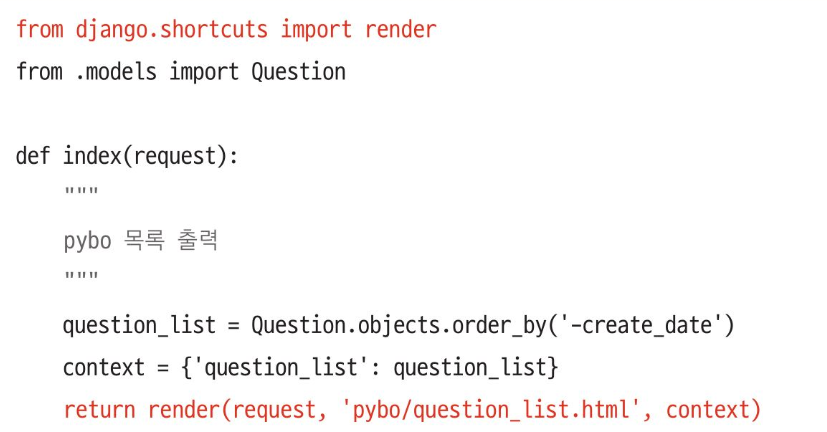 from django.shortcuts import render
from .models import Question
def index(request):
"""
pybo 목록 출력
"""
question_list = Question.objects.order_by('-create_date')
context = {'question_list': question_list}
return render(request, 'pybo/question_list.html', context)